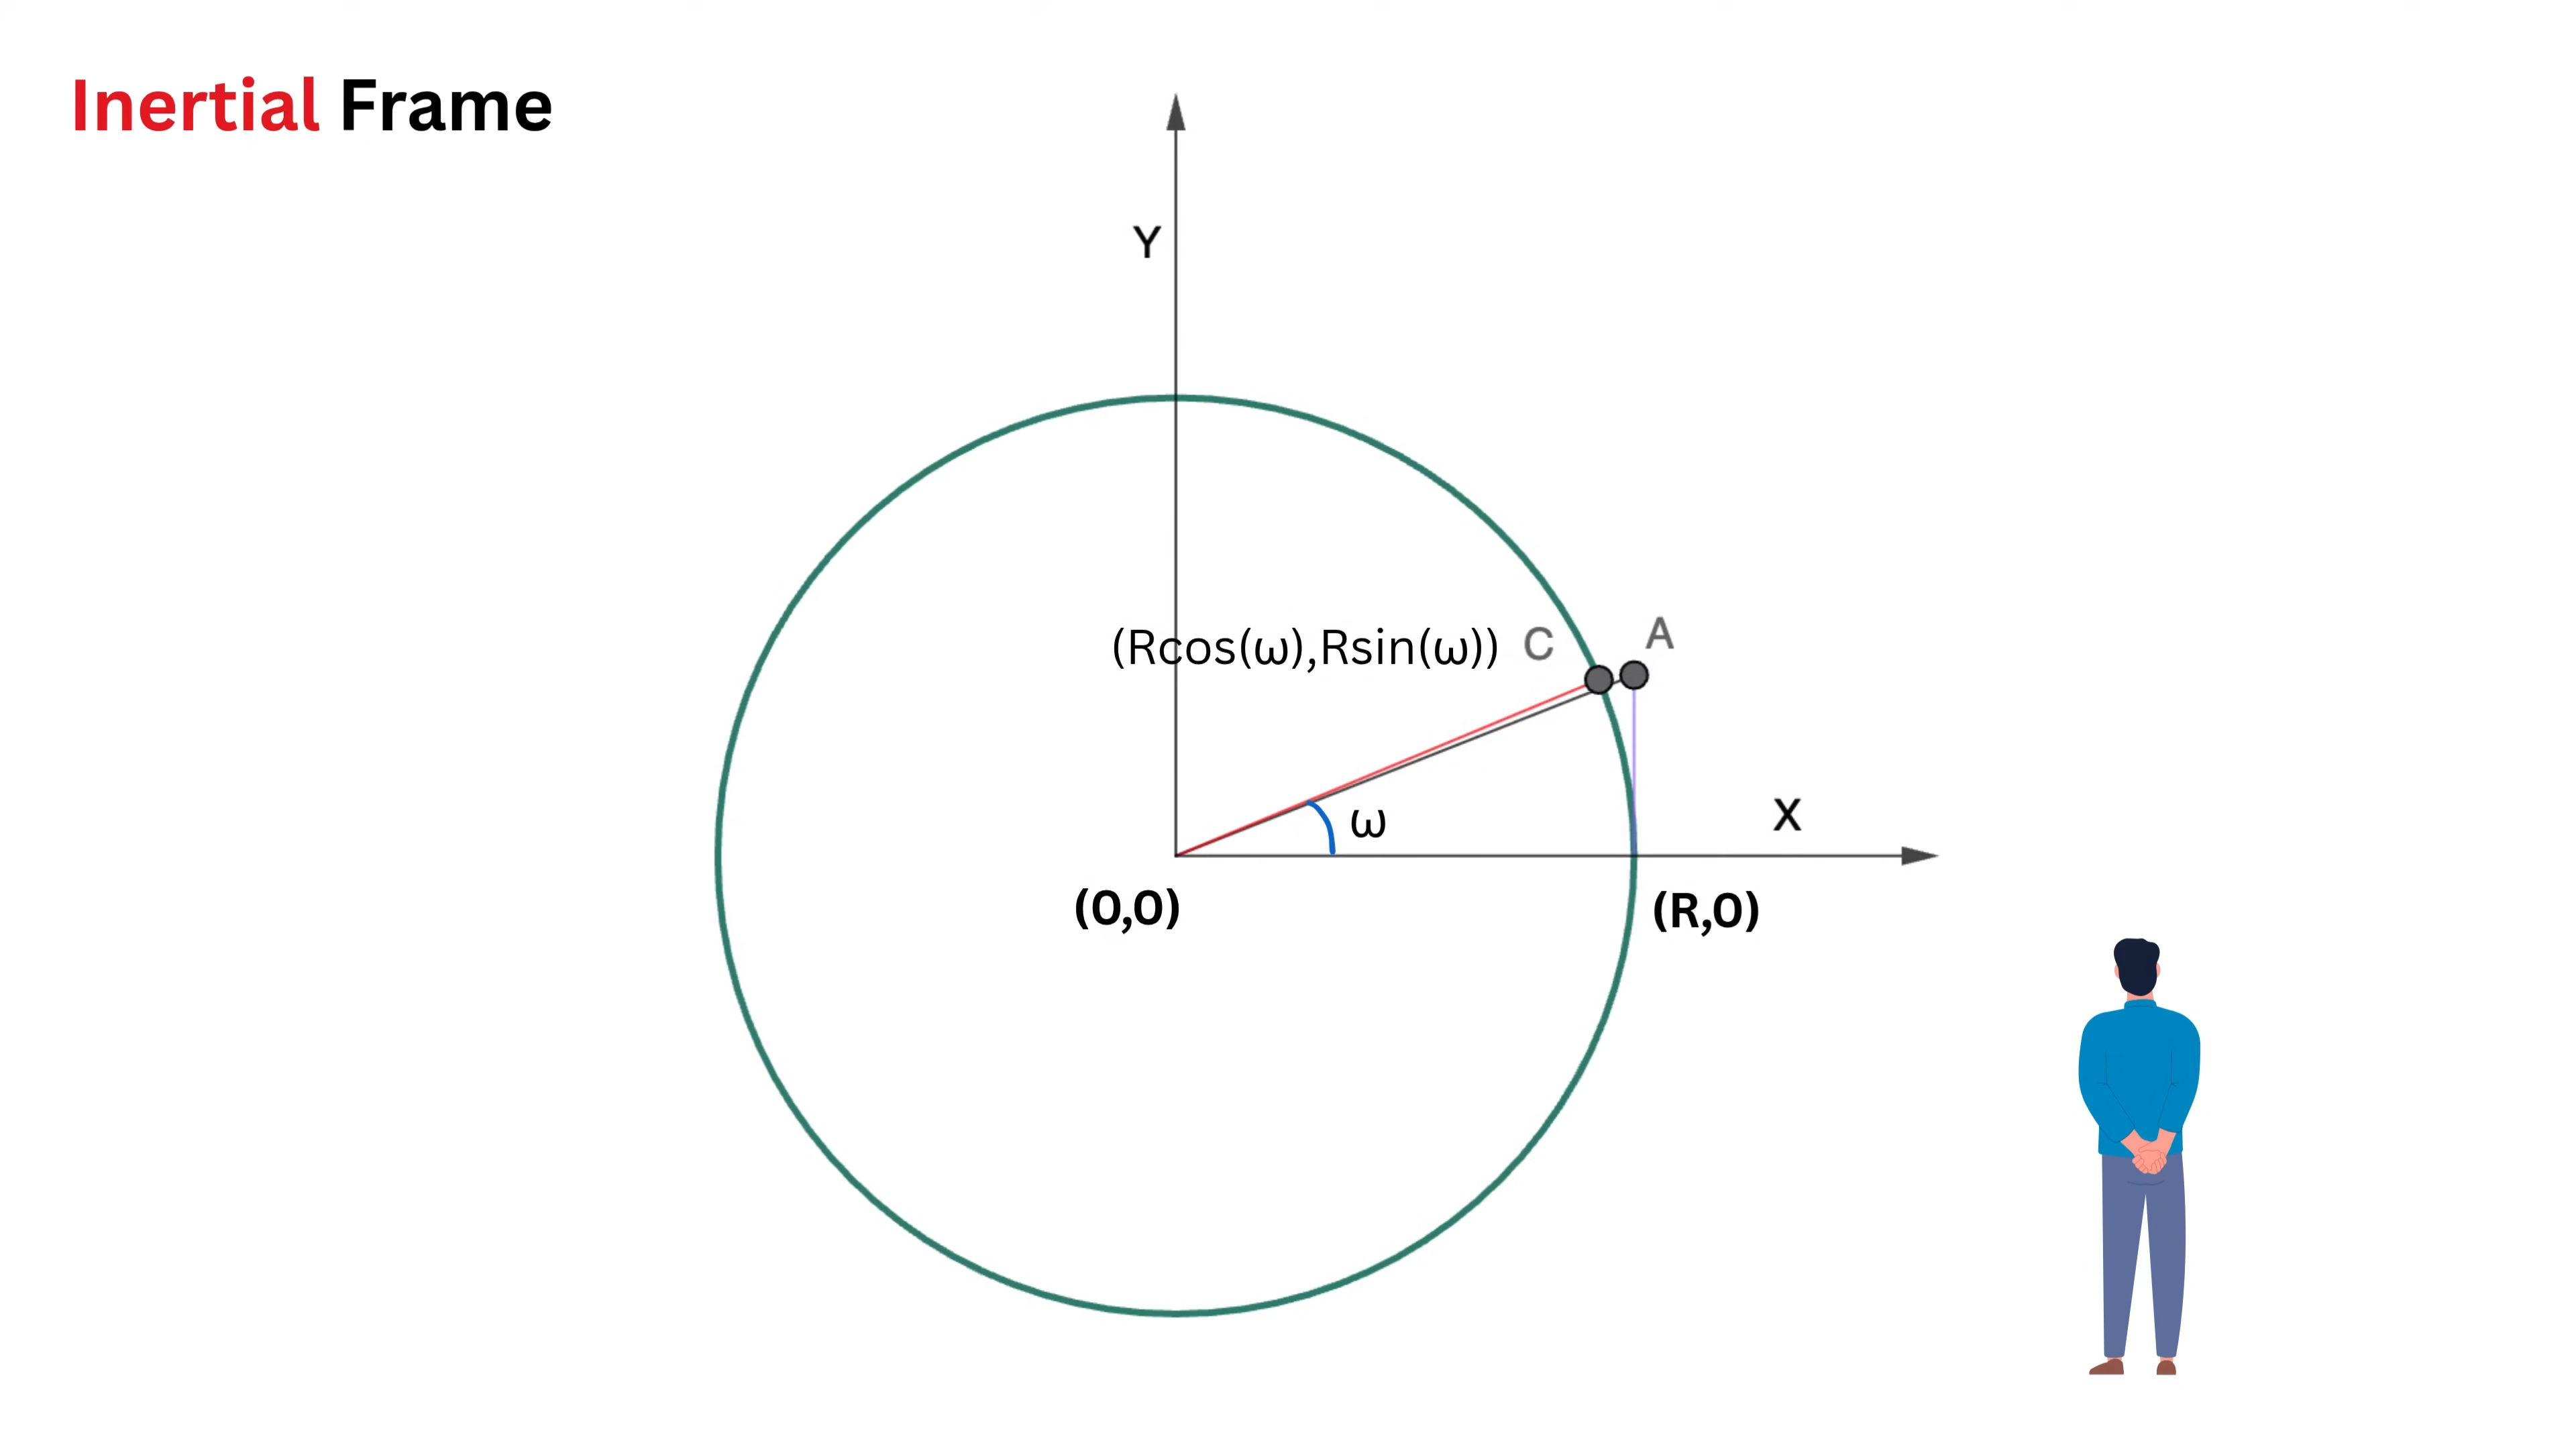 Inertial Frame
Y
(Rcos(ω),Rsin(ω))
C
A
ω
X
(0,0)
(R,0)